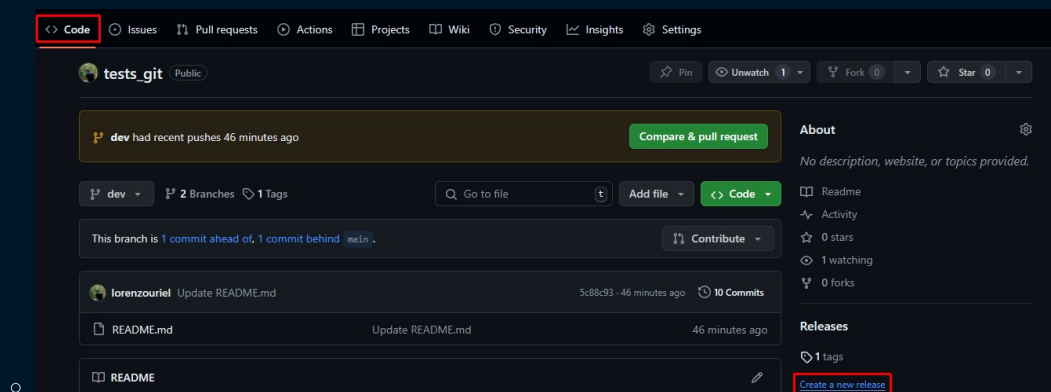 <> Code Issues Pull requests Actions Projects Wiki Security Insights Settings
tests_git Public Pin Unwatch 1 Fork 0 Star 0
dev had recent pushes 46 minutes ago Compare & pull request
About
No description, website, or topics provided.
dev 2 Branches 1 Tags Go to file t Add file <> Code
Readme
Activity
This branch is 1 commit ahead of, 1 commit behind main . Contribute
0 stars
1 watching
0 forks
lorenzouriel Update README.md 5c88c93 · 46 minutes ago 10 Commits
README.md Update README.md 46 minutes ago
Releases
1 tags
README
Create a new release